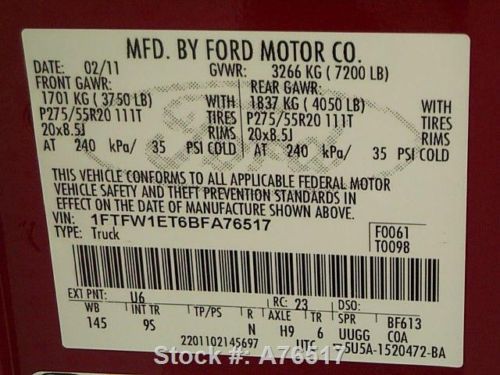 MFD. BY FORD MOTOR CO.
DATE: 02/11 GVWR: 3266 KG ( 7200 LB)
FRONT GAWR: REAR GAWR:
1701 KG ( 3750 LB) WITH 1837 KG ( 4050 LB) WITH
P275/55R20 111T TIRES P275/55R20 111T TIRES
20x8.5J RIMS 20x8.5J RIMS
AT 240 kPa/ 35 PSI COLD AT 240 kPa/ 35 PSI COLD
THIS VEHICLE CONFORMS TO ALL APPLICABLE FEDERAL MOTOR
VEHICLE SAFETY AND THEFT PREVENTION STANDARDS IN
EFFECT ON THE DATE OF MANUFACTURE SHOWN ABOVE.
VIN: 1FTFW1ET6BFA76517 F0061
TYPE: Truck T0098
EXT PNT: U6 RC: 23 DSO:
WB INT TR TP/PS R AXLE TR SPR BF613
145 9S N H9 6 UUGG COA
2201102145697 UTC 5U5A-1520472-BA
Stock #: A76517